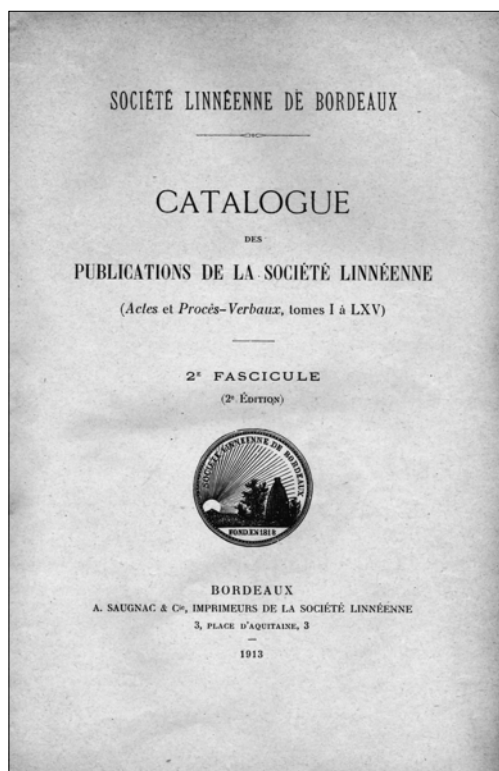 SOCIÉTÉ LINNÉENNE DE BORDEAUX
CATALOGUE
DES
PUBLICATIONS DE LA SOCIÉTÉ LINNÉENNE
(Actes et Procès-Verbaux, tomes I à LXV)
2E FASCICULE
(2e ÉDITION)
SOCIÉTÉ LINNÉENNE DE BORDEAUX
FOND. EN 1818
BORDEAUX
A. SAUGNAC & Cie, IMPRIMEURS DE LA SOCIÉTÉ LINNÉENNE
3, PLACE D'AQUITAINE, 3
1913